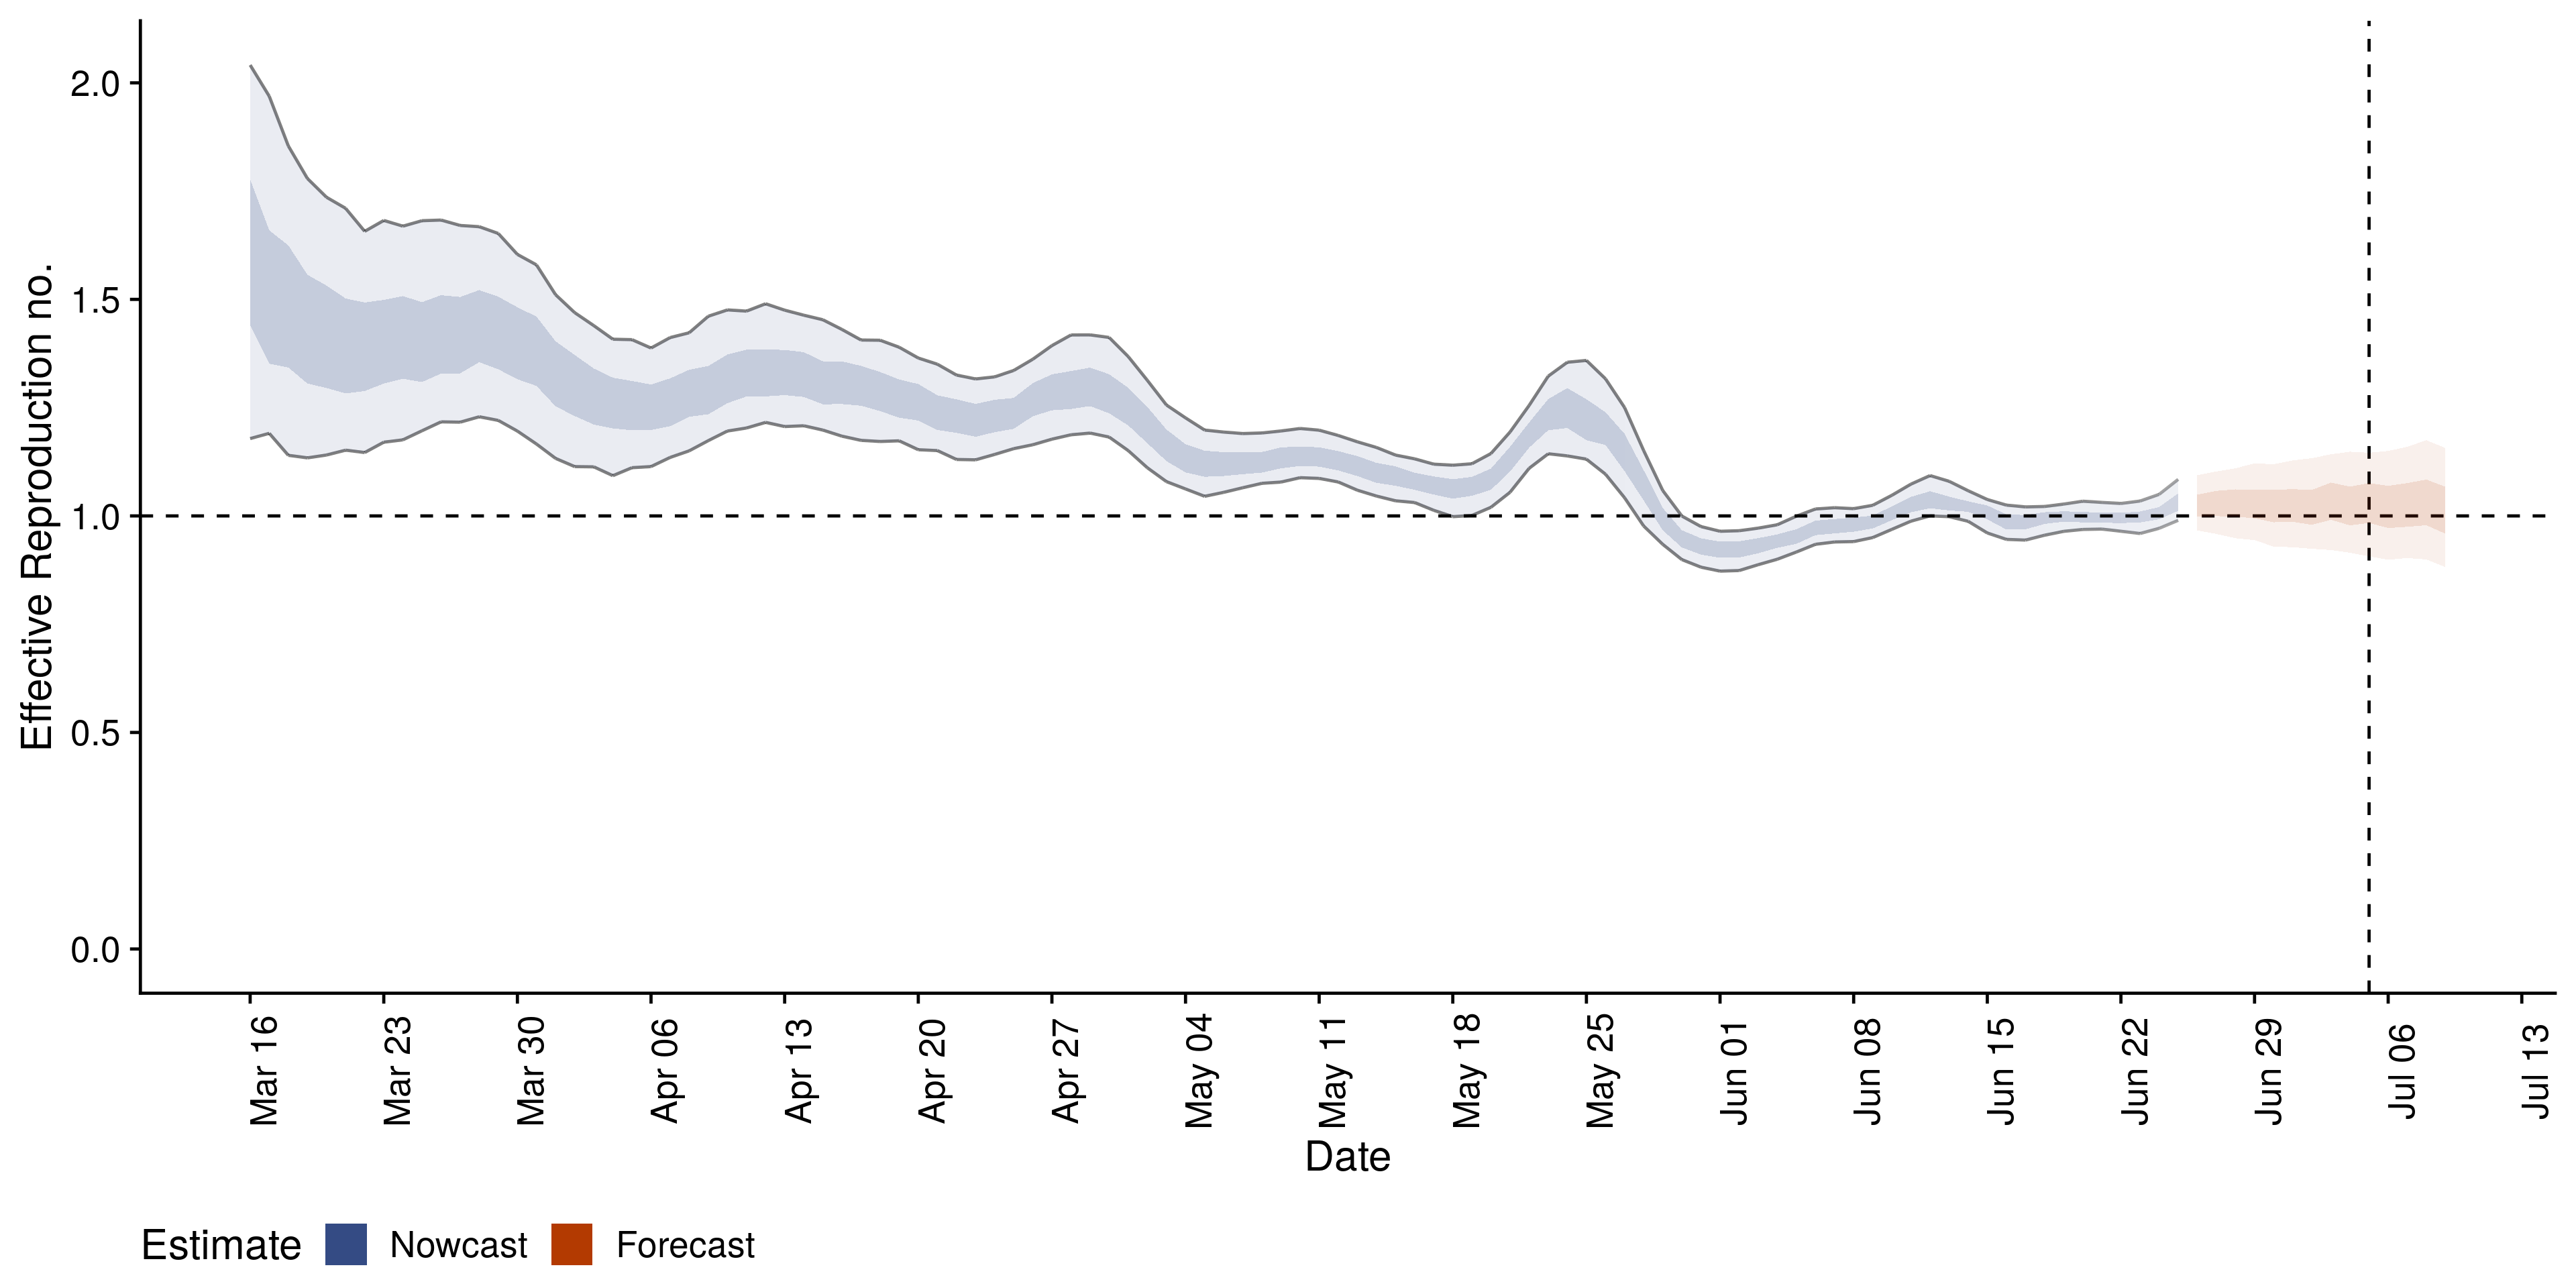 Effective Reproduction no.
2.0
1.5
1.0
0.5
0.0
Mar 16
Mar 23
Mar 30
Apr 06
Apr 13
Apr 20
Apr 27
May 04
May 11
May 18
May 25
Jun 01
Jun 08
Jun 15
Jun 22
Jun 29
Jul 06
Jul 13
Date
Estimate Nowcast Forecast